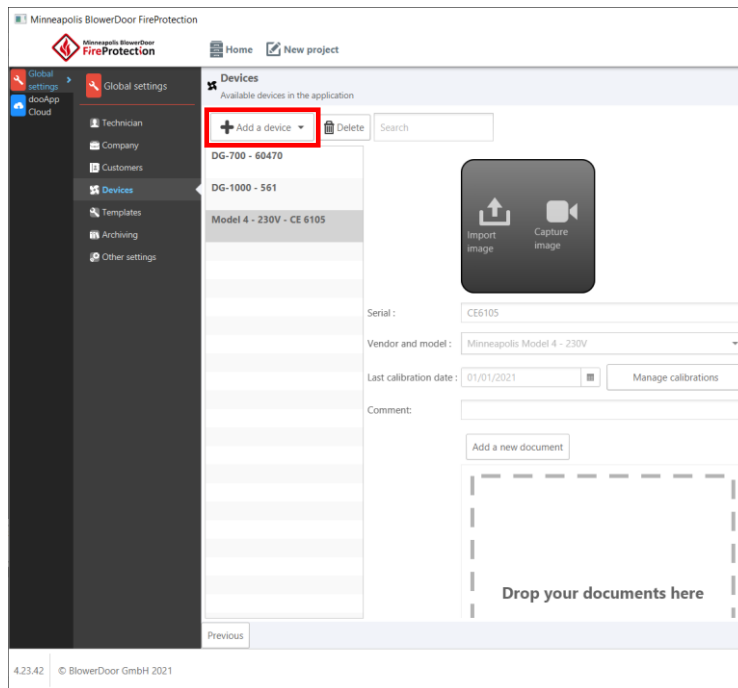 Minneapolis BlowerDoor FireProtection
Minneapolis BlowerDoor
FireProtection
Home
New project
Global
settings
dooApp
Cloud
Global settings
Technician
Company
Customers
Devices
Templates
Archiving
Other settings
Devices
Available devices in the application
Add a device
Delete
Search
DG-700 - 60470
DG-1000 - 561
Model 4 - 230V - CE 6105
Import
image
Capture
image
Serial :
CE6105
Vendor and model :
Minneapolis Model 4 - 230V
Last calibration date :
01/01/2021
Manage calibrations
Comment:
Add a new document
Drop your documents here
Previous
4.23.42
© BlowerDoor GmbH 2021